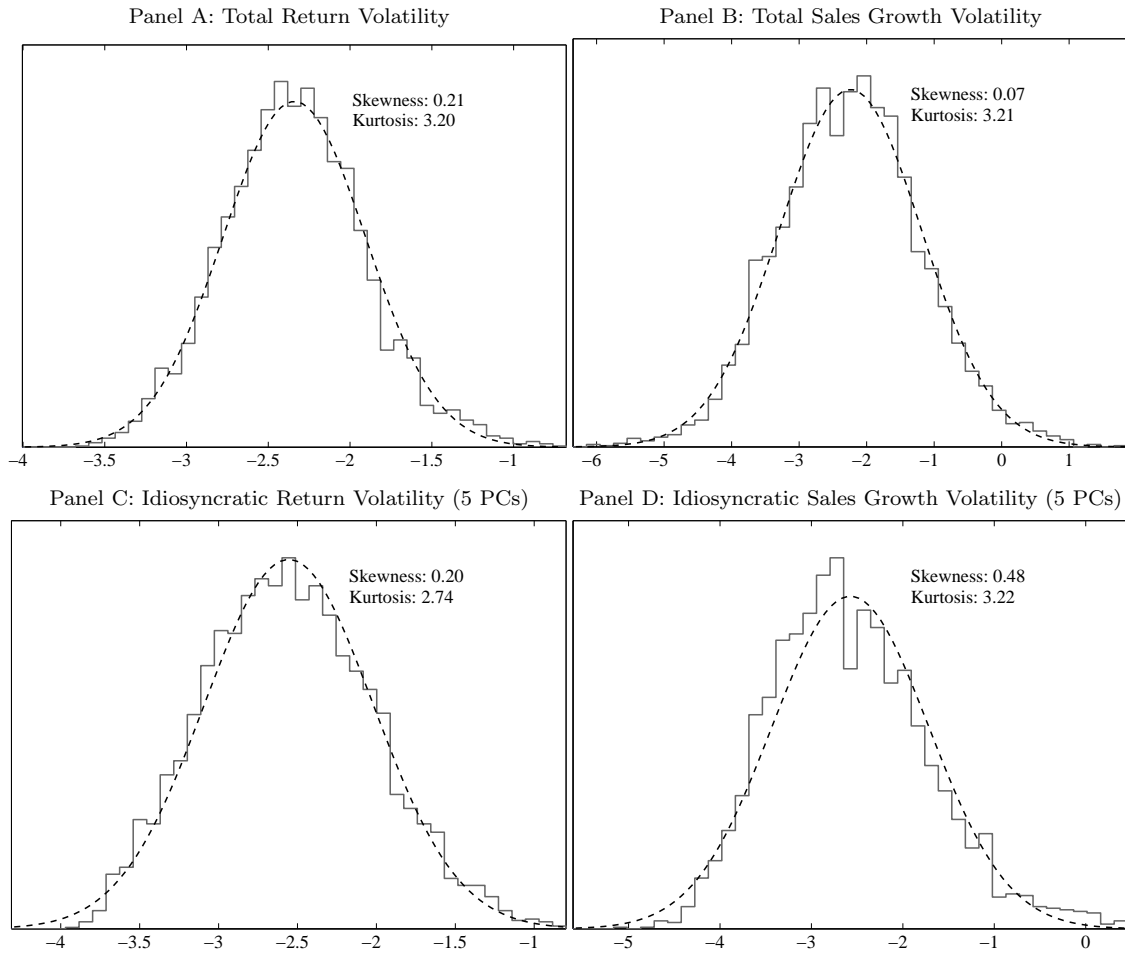 Panel A: Total Return Volatility
Skewness: 0.21
Kurtosis: 3.20
−4 −3.5 −3 −2.5 −2 −1.5 −1
Panel B: Total Sales Growth Volatility
Skewness: 0.07
Kurtosis: 3.21
−6 −5 −4 −3 −2 −1 0 1
Panel C: Idiosyncratic Return Volatility (5 PCs)
Skewness: 0.20
Kurtosis: 2.74
−4 −3.5 −3 −2.5 −2 −1.5 −1
Panel D: Idiosyncratic Sales Growth Volatility (5 PCs)
Skewness: 0.48
Kurtosis: 3.22
−5 −4 −3 −2 −1 0